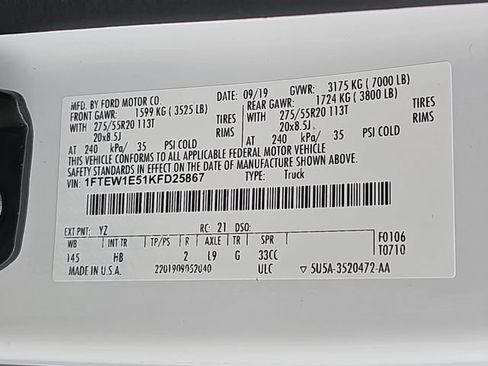 MFD. BY FORD MOTOR CO. DATE: 09/19 GVWR: 3175 KG ( 7000 LB)
FRONT GAWR: 1599 KG ( 3525 LB) REAR GAWR: 1724 KG ( 3800 LB)
WITH 275/55R20 113T TIRES WITH 275/55R20 113T TIRES
20x8.5J RIMS 20x8.5J RIMS
AT 240 kPa/ 35 PSI COLD AT 240 kPa/ 35 PSI COLD
THIS VEHICLE CONFORMS TO ALL APPLICABLE FEDERAL MOTOR VEHICLE
SAFETY STANDARDS IN EFFECT ON THE DATE OF MANUFACTURE SHOWN ABOVE.
VIN: 1FTEW1E51KFD25867 TYPE: Truck
EXT PNT: YZ RC: 21 DSO: F0106
WB INT TR TP/PS R AXLE TR SPR T0710
145 HB 2 L9 G 33CC
MADE IN U.S.A. 2201909052040 ULC ▽ 5U5A-3520472-AA